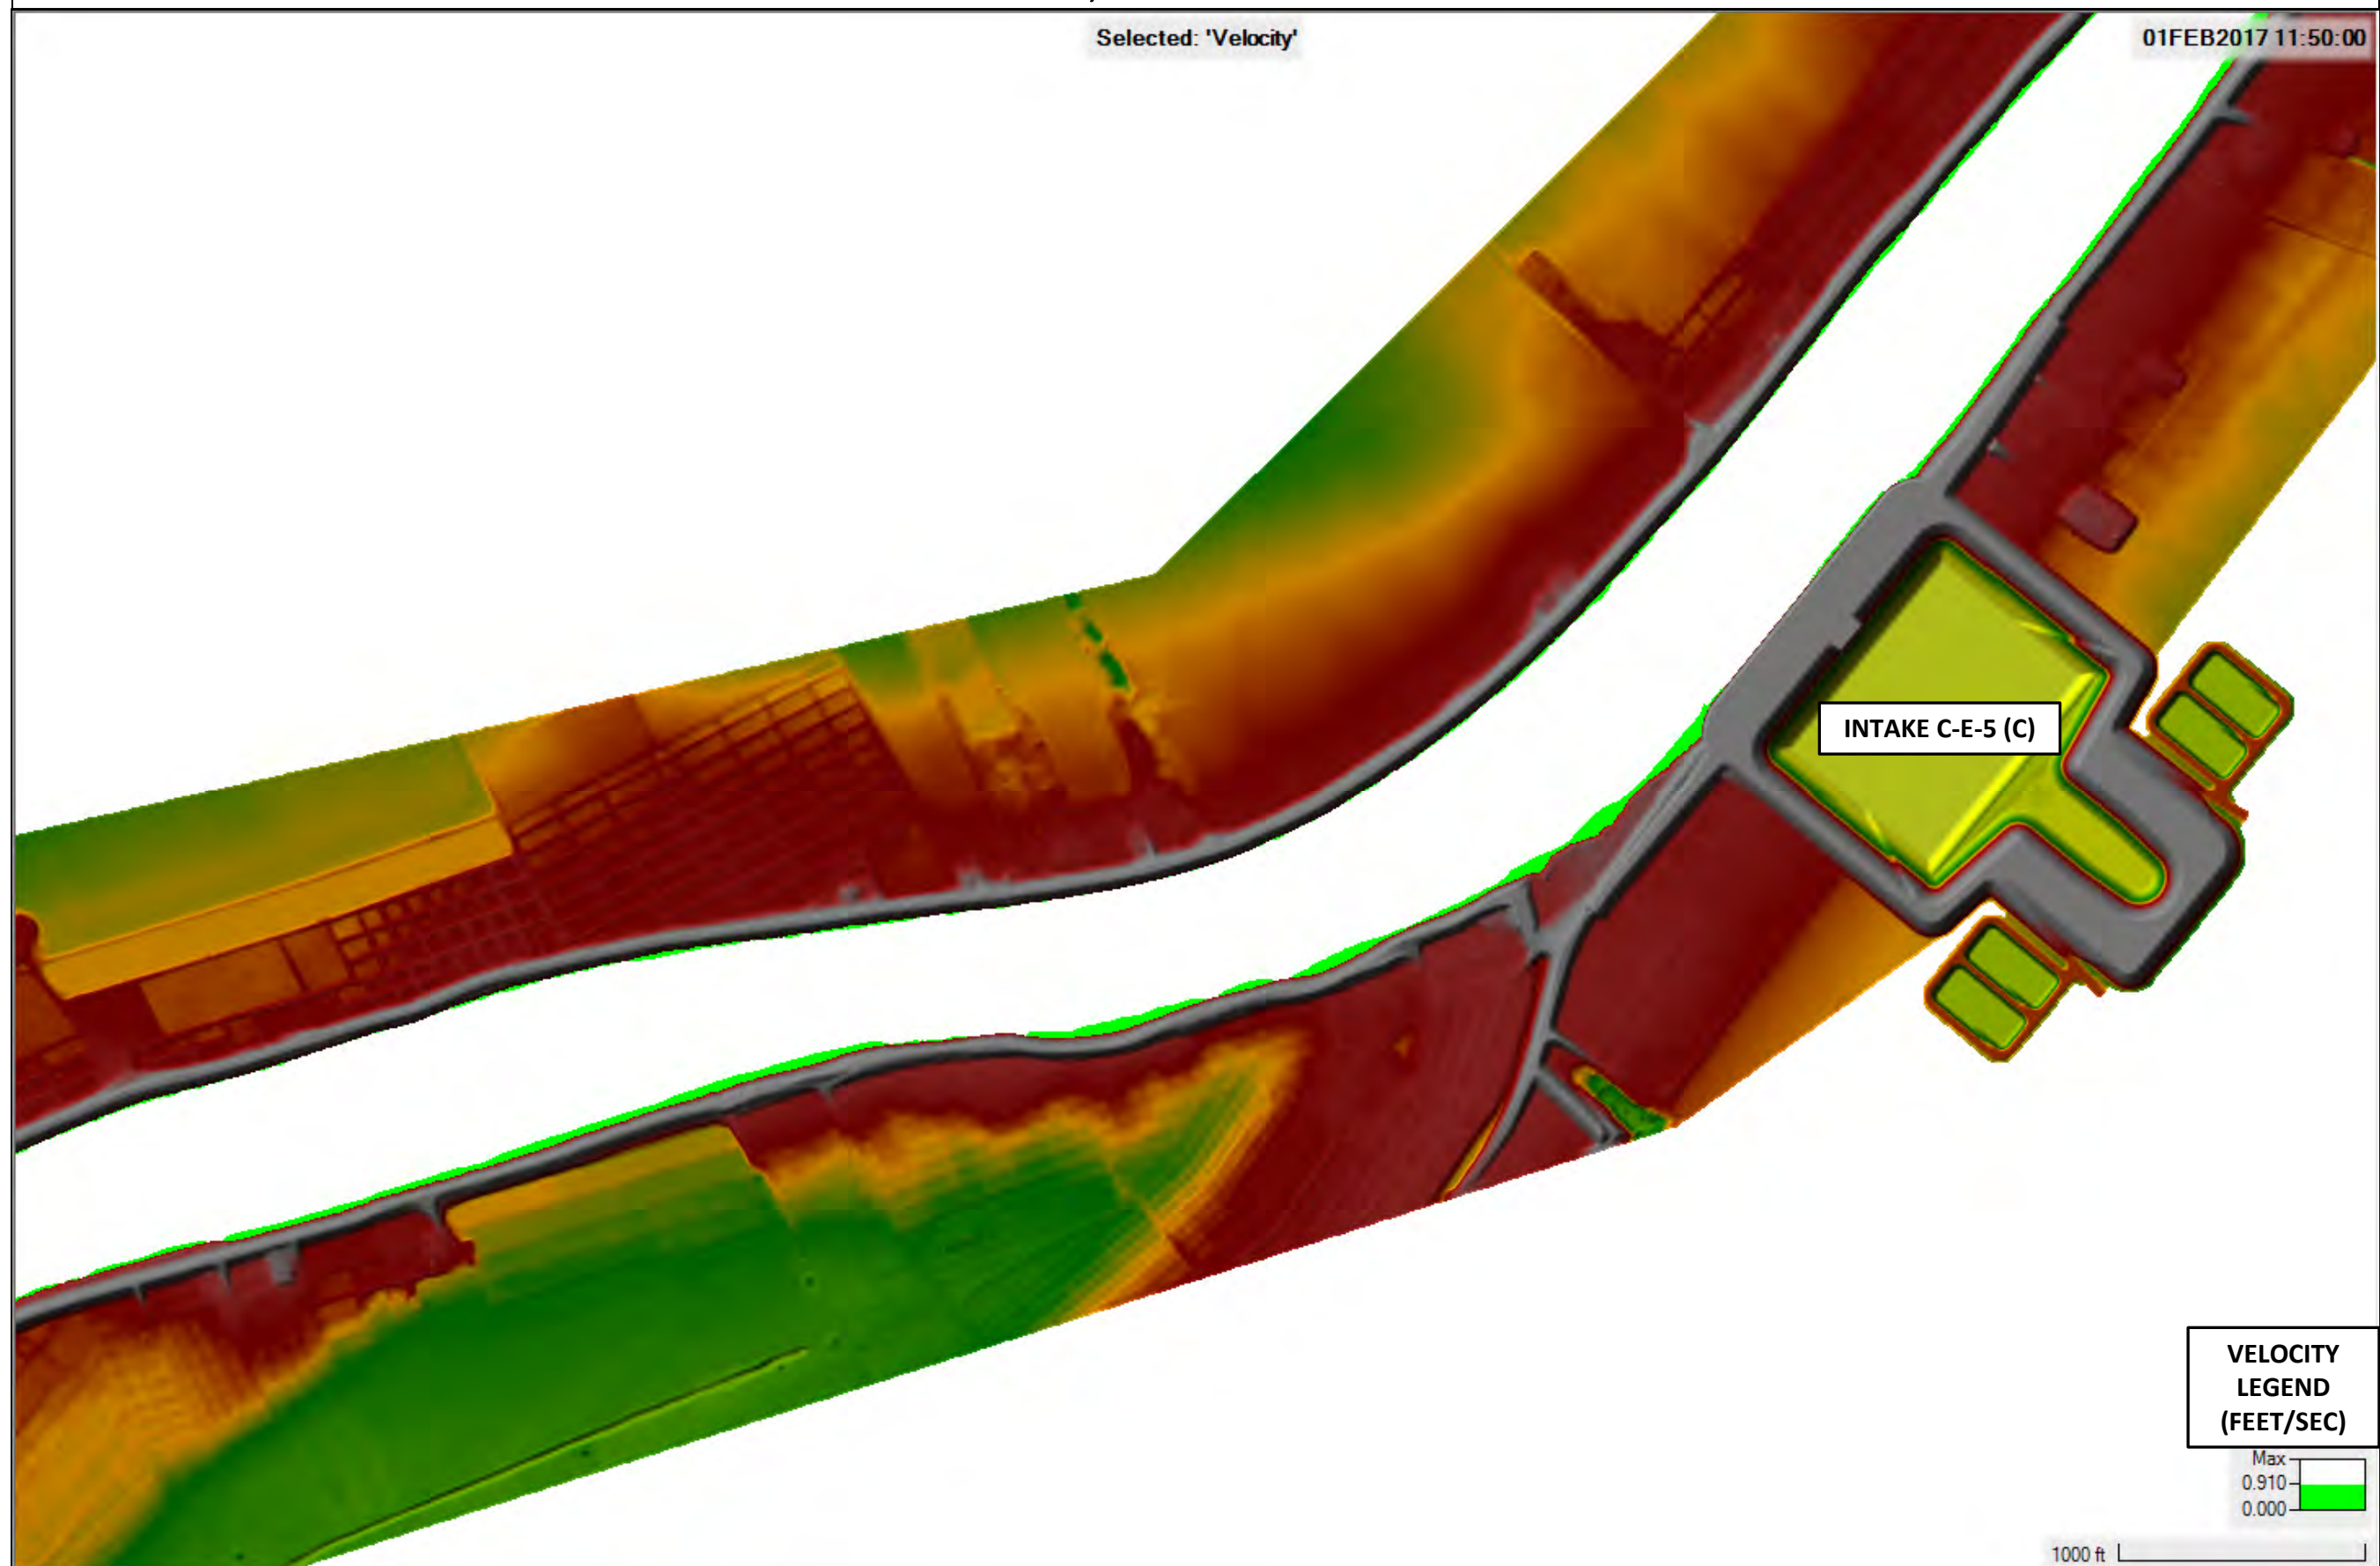 Selected: 'Velocity'
01FEB2017 11:50:00
INTAKE C-E-5 (C)
VELOCITY
LEGEND
(FEET/SEC)
Max
0.910
0.000
1000 ft